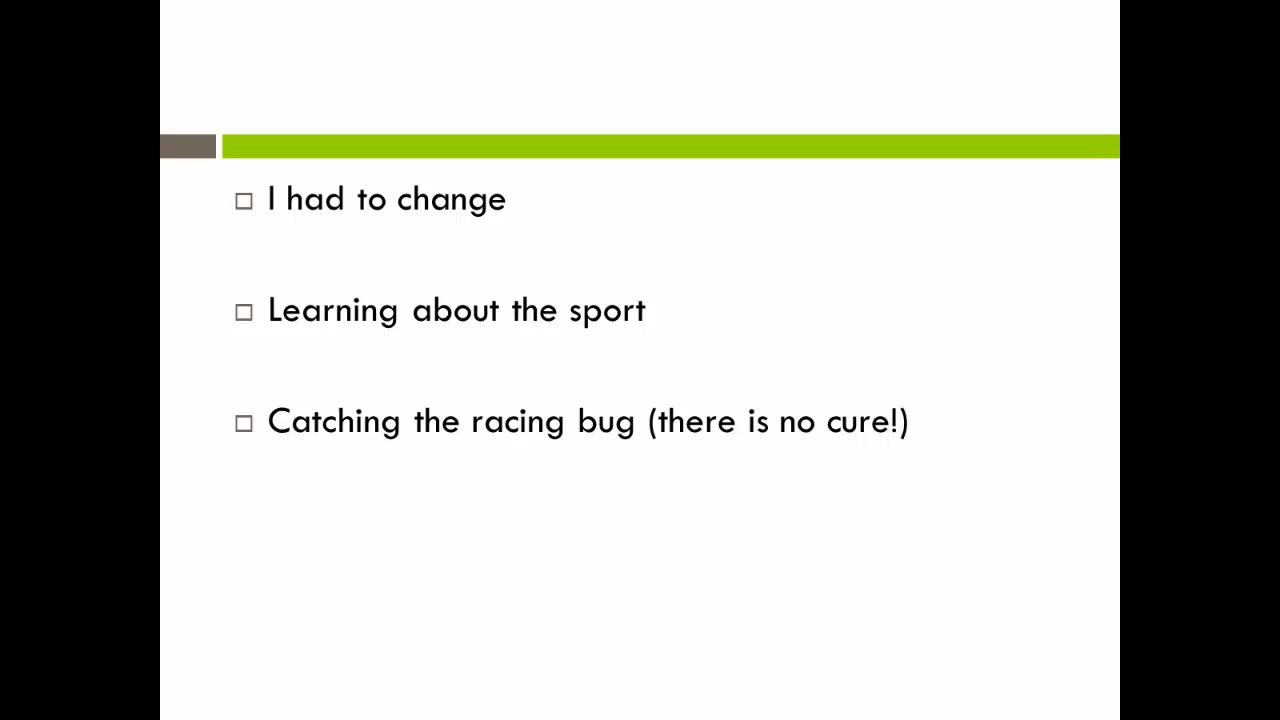 I had to change
Learning about the sport
Catching the racing bug (there is no cure!)